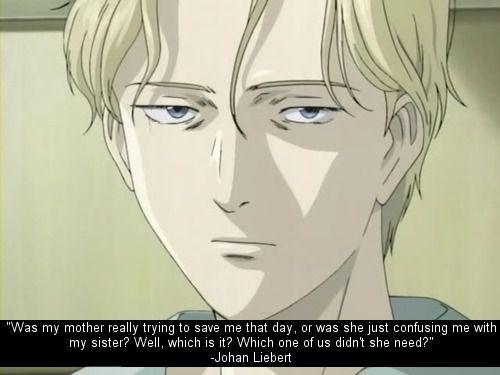 "Was my mother really trying to save me that day, or was she just confusing me with
my sister? Well, which is it? Which one of us didn't she need?"
-Johan Liebert